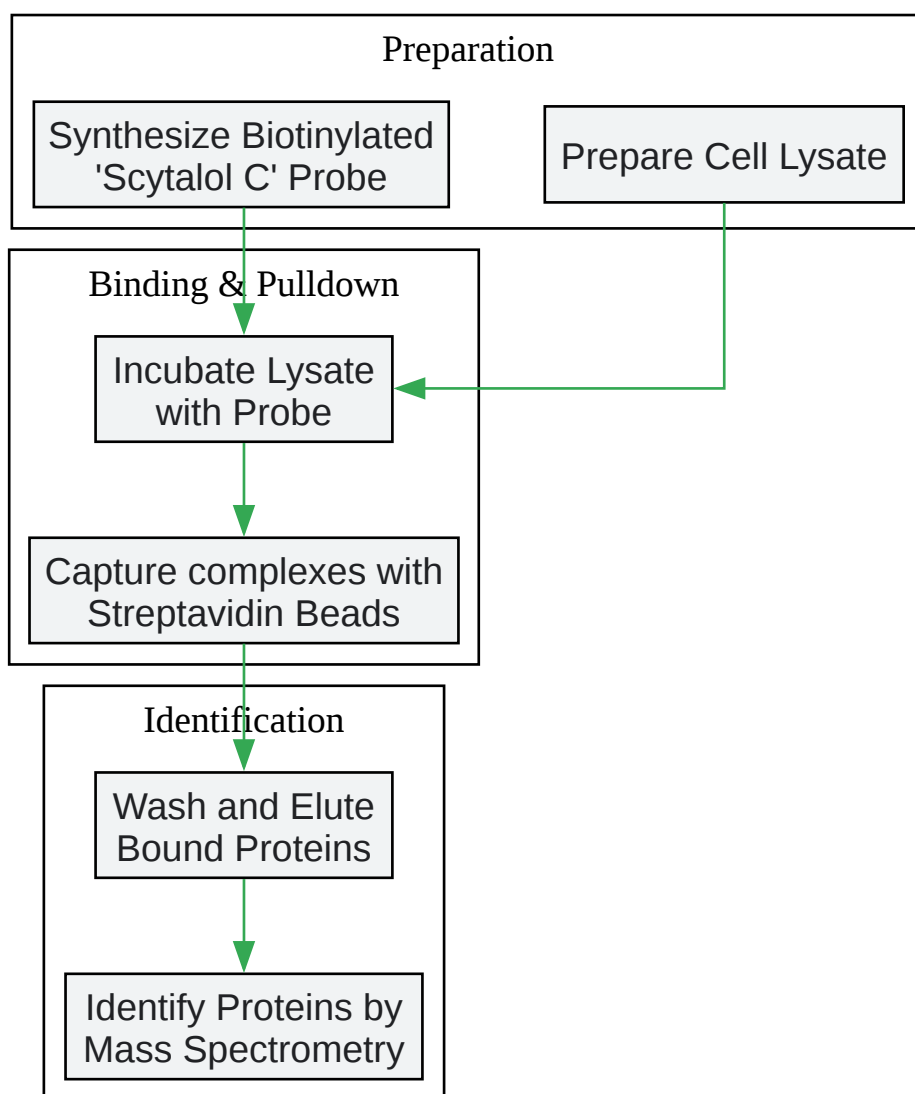 Preparation
Synthesize Biotinylated
'Scytalol C' Probe
Prepare Cell Lysate
Binding & Pulldown
Incubate Lysate
with Probe
Capture complexes with
Streptavidin Beads
Identification
Wash and Elute
Bound Proteins
Identify Proteins by
Mass Spectrometry